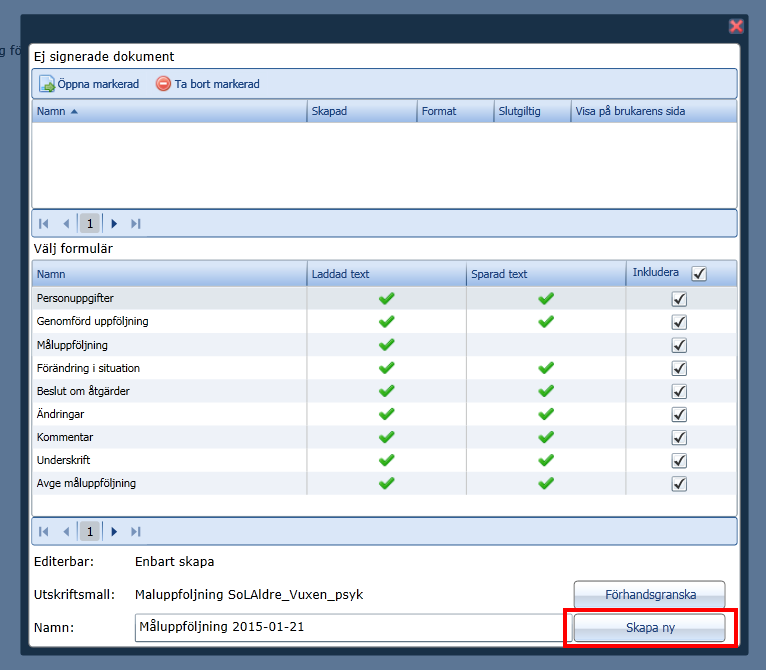 g fö
Ej signerade dokument
Öppna markerad Ta bort markerad
Namn Skapad Format Slutgiltig Visa på brukarens sida
1
Välj formulär
Namn Laddad text Sparad text Inkludera
Personuppgifter
Genomförd uppföljning
Måluppföljning
Förändring i situation
Beslut om åtgärder
Ändringar
Kommentar
Underskrift
Avge måluppföljning
1
Editerbar: Enbart skapa
Utskriftsmall: Maluppfoljning SoLAldre_Vuxen_psyk Förhandsgranska
Namn: Måluppföljning 2015-01-21 Skapa ny